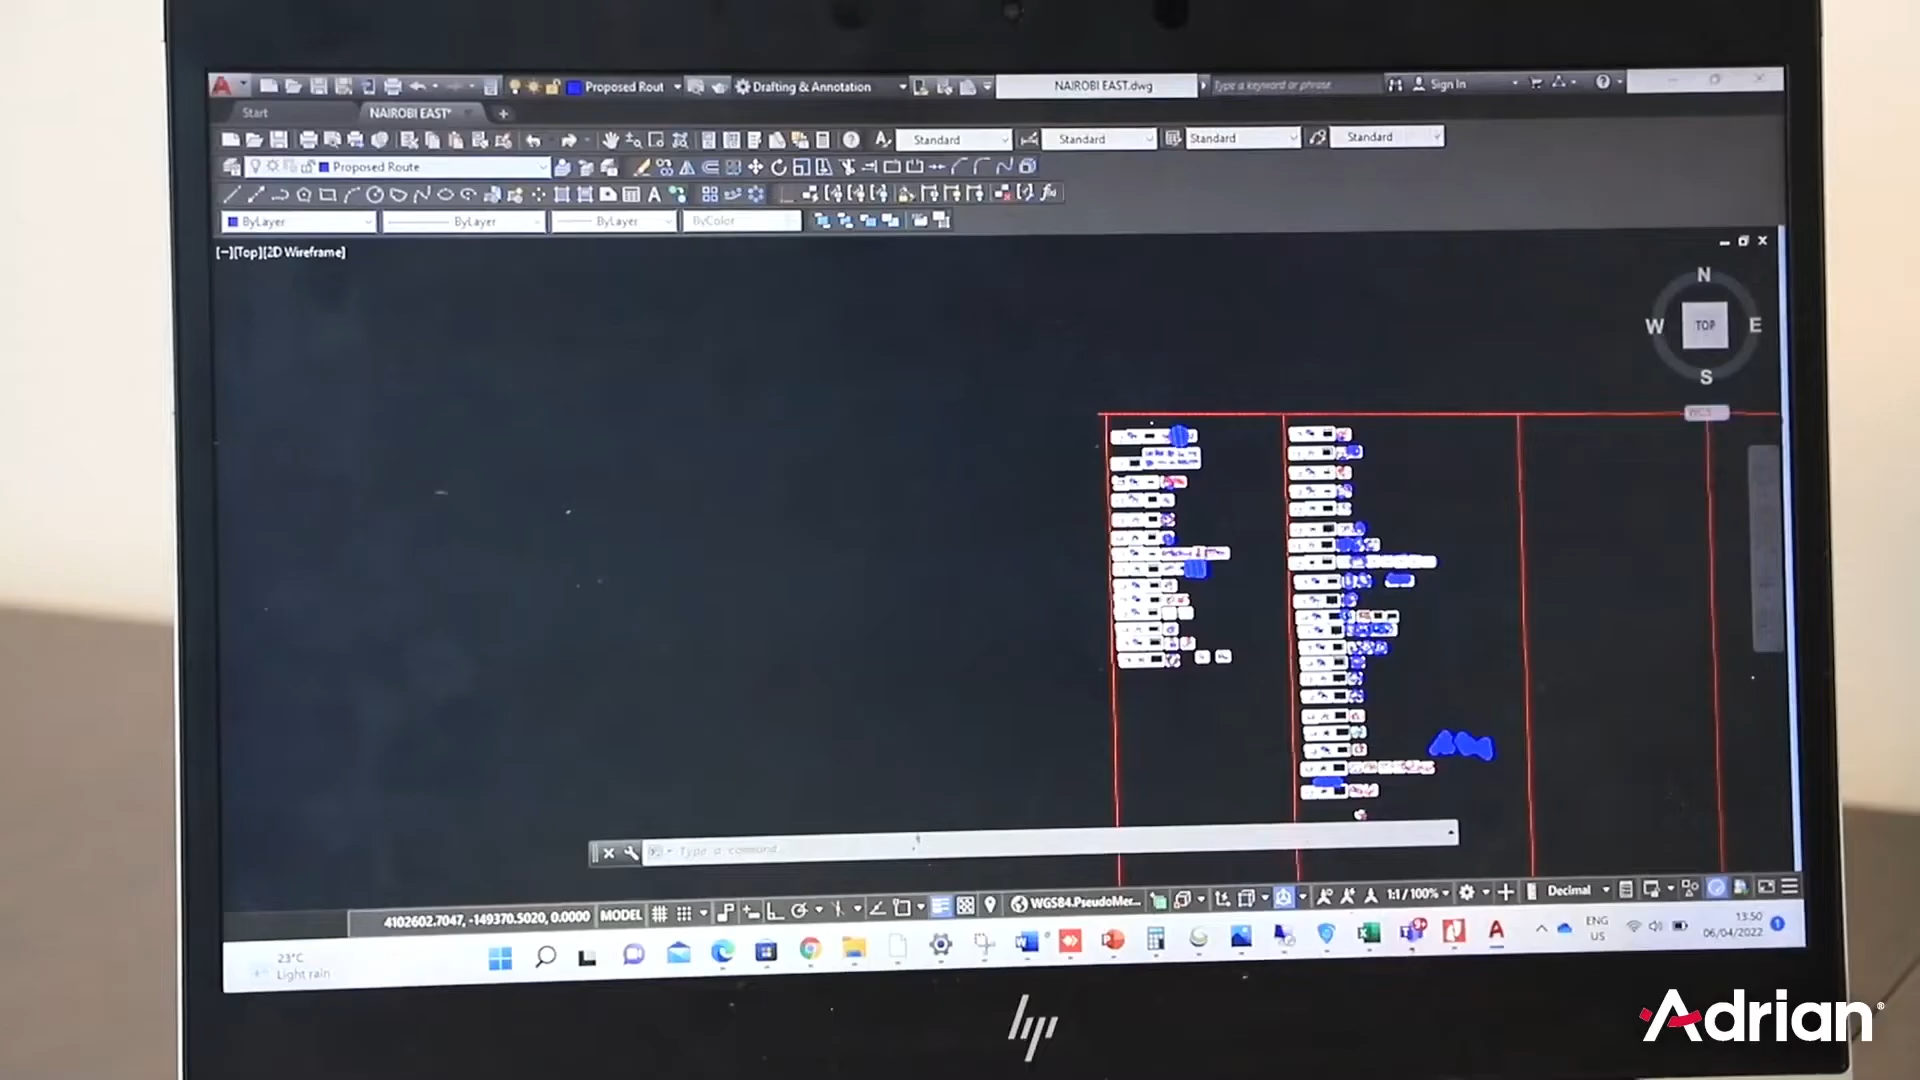 Proposed Rout
Drafting & Annotation
NAIROBI EAST.dwg
Type a keyword or phrase
Sign In
Start
NAIROBI EAST*
Standard
Standard
Standard
Standard
Proposed Route
ByLayer
ByLayer
ByLayer
ByColor
[−][Top][2D Wireframe]
N
W
TOP
E
S
WCS
Type a command
4102602.7047, -149370.5020, 0.0000
MODEL
WGS84.PseudoMer...
1:1 / 100%
Decimal
23°C
Light rain
ENG
US
13.50
06/04/2022
hp
Adrian®